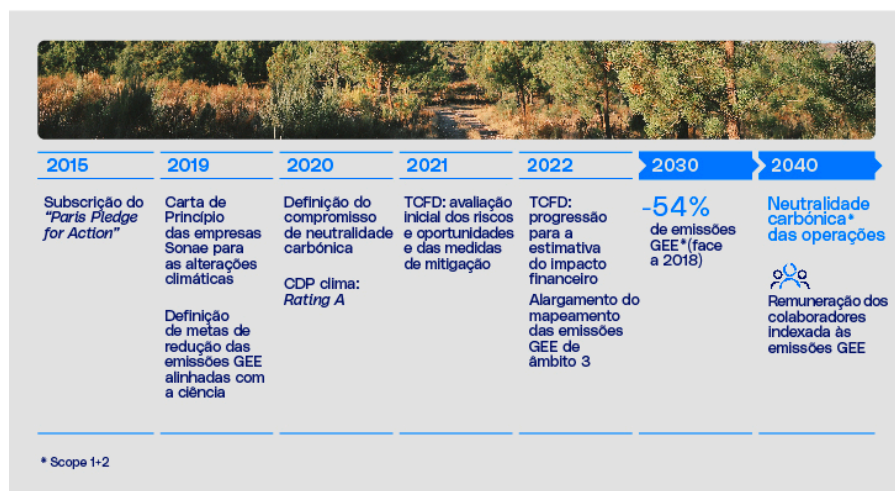 2015
Subscrição do
“Paris Pledge
for Action”
2019
Carta de
Princípio
das empresas
Sonae para
as alterações
climáticas
Definição
de metas de
redução das
emissões GEE
alinhadas com
a ciência
2020
Definição do
compromisso
de neutralidade
carbónica
CDP clima:
Rating A
2021
TCFD: avaliação
inicial dos riscos
e oportunidades
e das medidas
de mitigação
2022
TCFD:
progressão
para a
estimativa
do impacto
financeiro
Alargamento do
mapeamento
das emissões
GEE de
âmbito 3
2030
-54%
de emissões
GEE*(face
a 2018)
2040
Neutralidade
carbónica*
das operações
Remuneração dos
colaboradores
indexada às
emissões GEE
* Scope 1+2